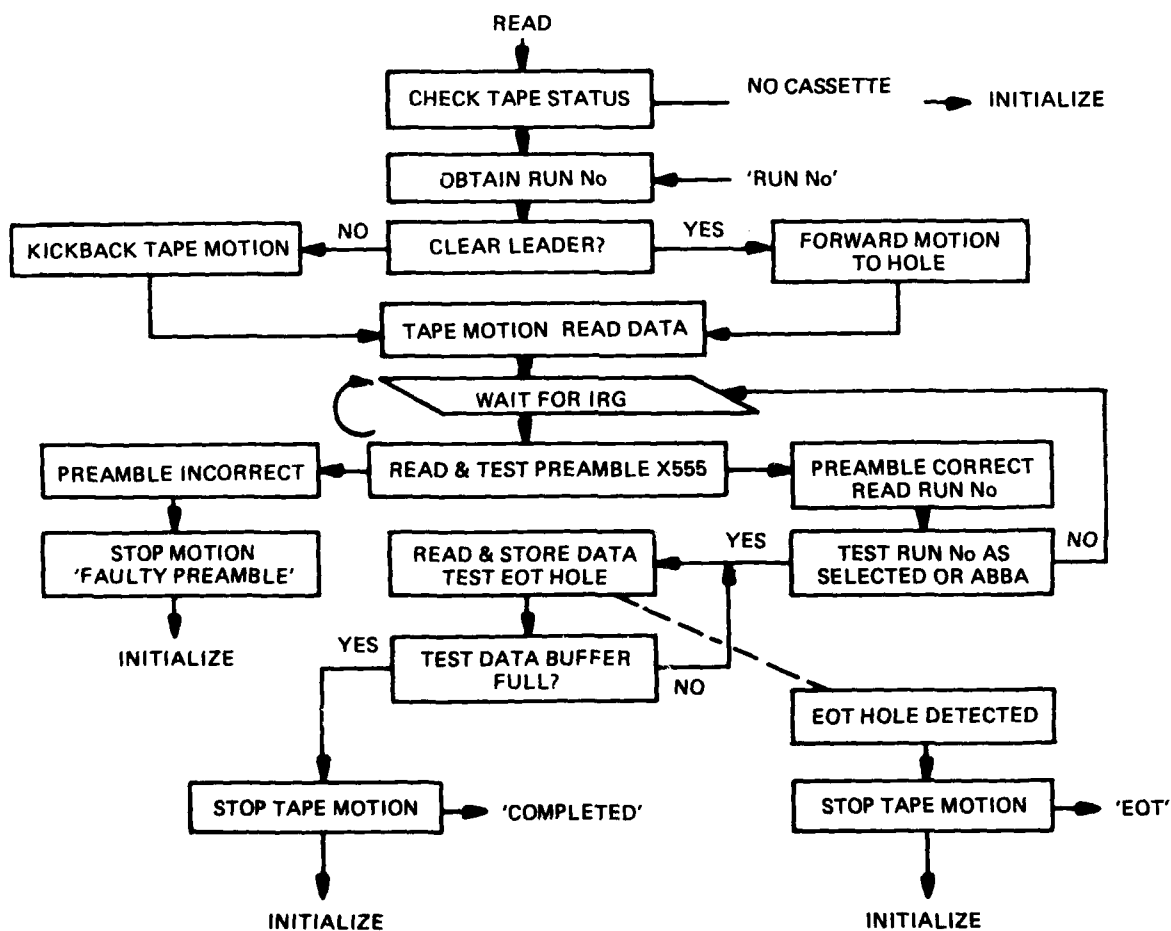 READ
CHECK TAPE STATUS
NO CASSETTE
INITIALIZE
OBTAIN RUN No
'RUN No'
KICKBACK TAPE MOTION
NO
CLEAR LEADER?
YES
FORWARD MOTION
TO HOLE
TAPE MOTION READ DATA
WAIT FOR IRG
PREAMBLE INCORRECT
READ & TEST PREAMBLE X555
PREAMBLE CORRECT
READ RUN No
STOP MOTION
'FAULTY PREAMBLE'
READ & STORE DATA
TEST EOT HOLE
YES
TEST RUN No AS
SELECTED OR ABBA
NO
INITIALIZE
YES
TEST DATA BUFFER
FULL?
NO
EOT HOLE DETECTED
STOP TAPE MOTION
'COMPLETED'
STOP TAPE MOTION
'EOT'
INITIALIZE
INITIALIZE